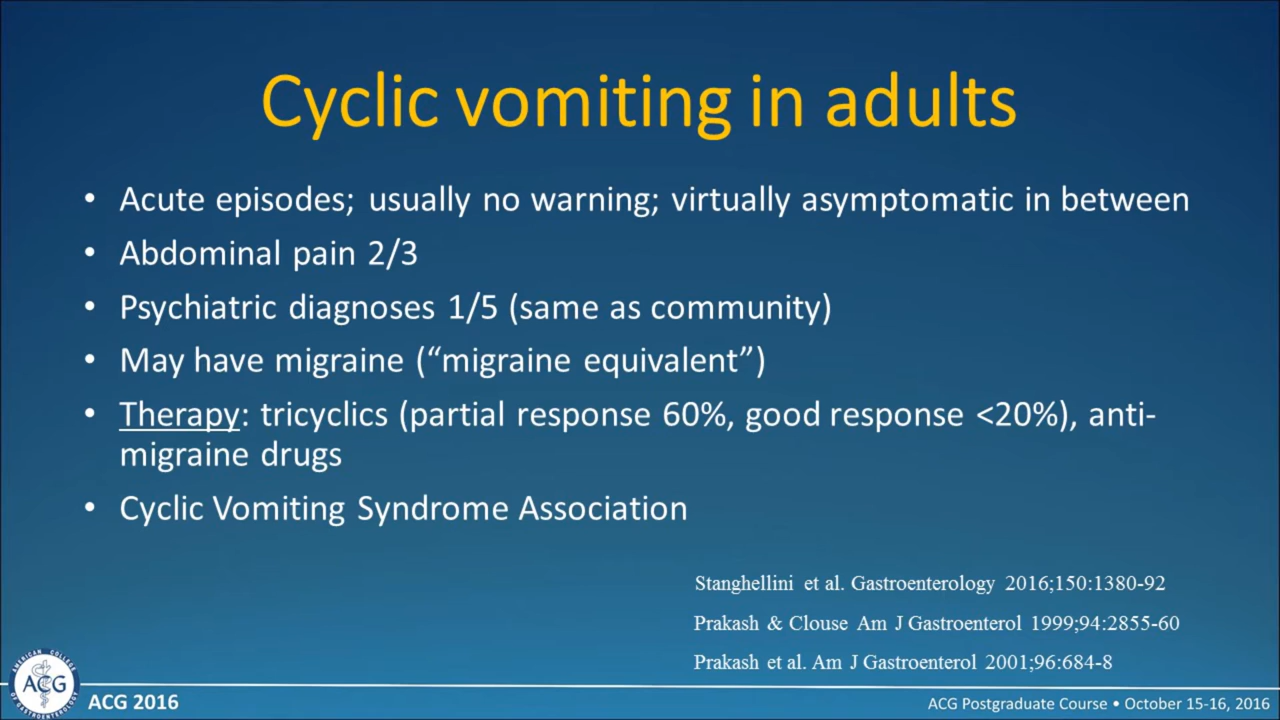 Cyclic vomiting in adults
• Acute episodes; usually no warning; virtually asymptomatic in between
• Abdominal pain 2/3
• Psychiatric diagnoses 1/5 (same as community)
• May have migraine (“migraine equivalent”)
• Therapy: tricyclics (partial response 60%, good response <20%), anti-
migraine drugs
• Cyclic Vomiting Syndrome Association
Stanghellini et al. Gastroenterology 2016;150:1380-92
Prakash & Clouse Am J Gastroenterol 1999;94:2855-60
Prakash et al. Am J Gastroenterol 2001;96:684-8
AMERICAN COLLEGE
ACG
OF GASTROENTEROLOGY
ACG 2016
ACG Postgraduate Course • October 15-16, 2016